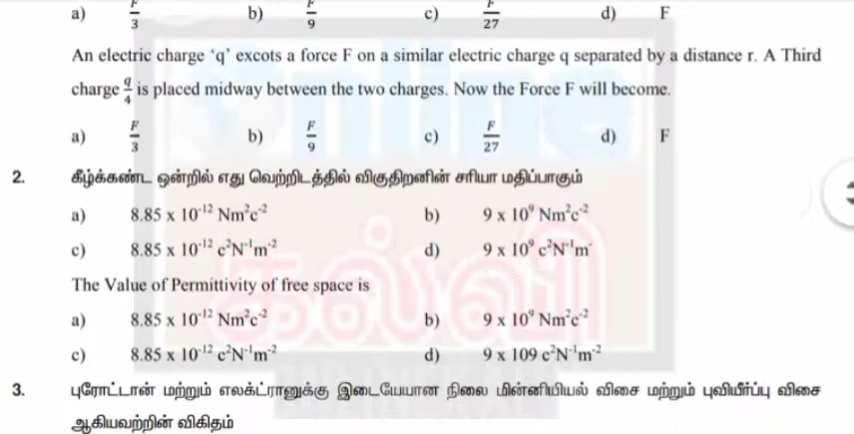 a) F/3 b) F/9 c) F/27 d) F
An electric charge ‘q’ excots a force F on a similar electric charge q separated by a distance r. A Third
charge q/4 is placed midway between the two charges. Now the Force F will become.
a) F/3 b) F/9 c) F/27 d) F
2. கீழ்க்கண்ட ஒன்றில் எது வெற்றிடத்தில் விகுதிறனின் சரியா மதிப்பாகும்
a) 8.85 x 10⁻¹² Nm²c⁻² b) 9 x 10⁹ Nm²c⁻²
c) 8.85 x 10⁻¹² c²N⁻¹m⁻² d) 9 x 10⁹ c²N⁻¹m⁻
The Value of Permittivity of free space is
a) 8.85 x 10⁻¹² Nm²c⁻² b) 9 x 10⁹ Nm²c⁻²
c) 8.85 x 10⁻¹² c²N⁻¹m⁻² d) 9 x 109 c²N⁻¹m⁻²
3. புரோட்டான் மற்றும் எலக்ட்ரானுக்கு இடையேயான நிலை மின்னியியல் விசை மற்றும் புவியீர்ப்பு விசை
ஆகியவற்றின் விகிதம்
Online
கல்வி